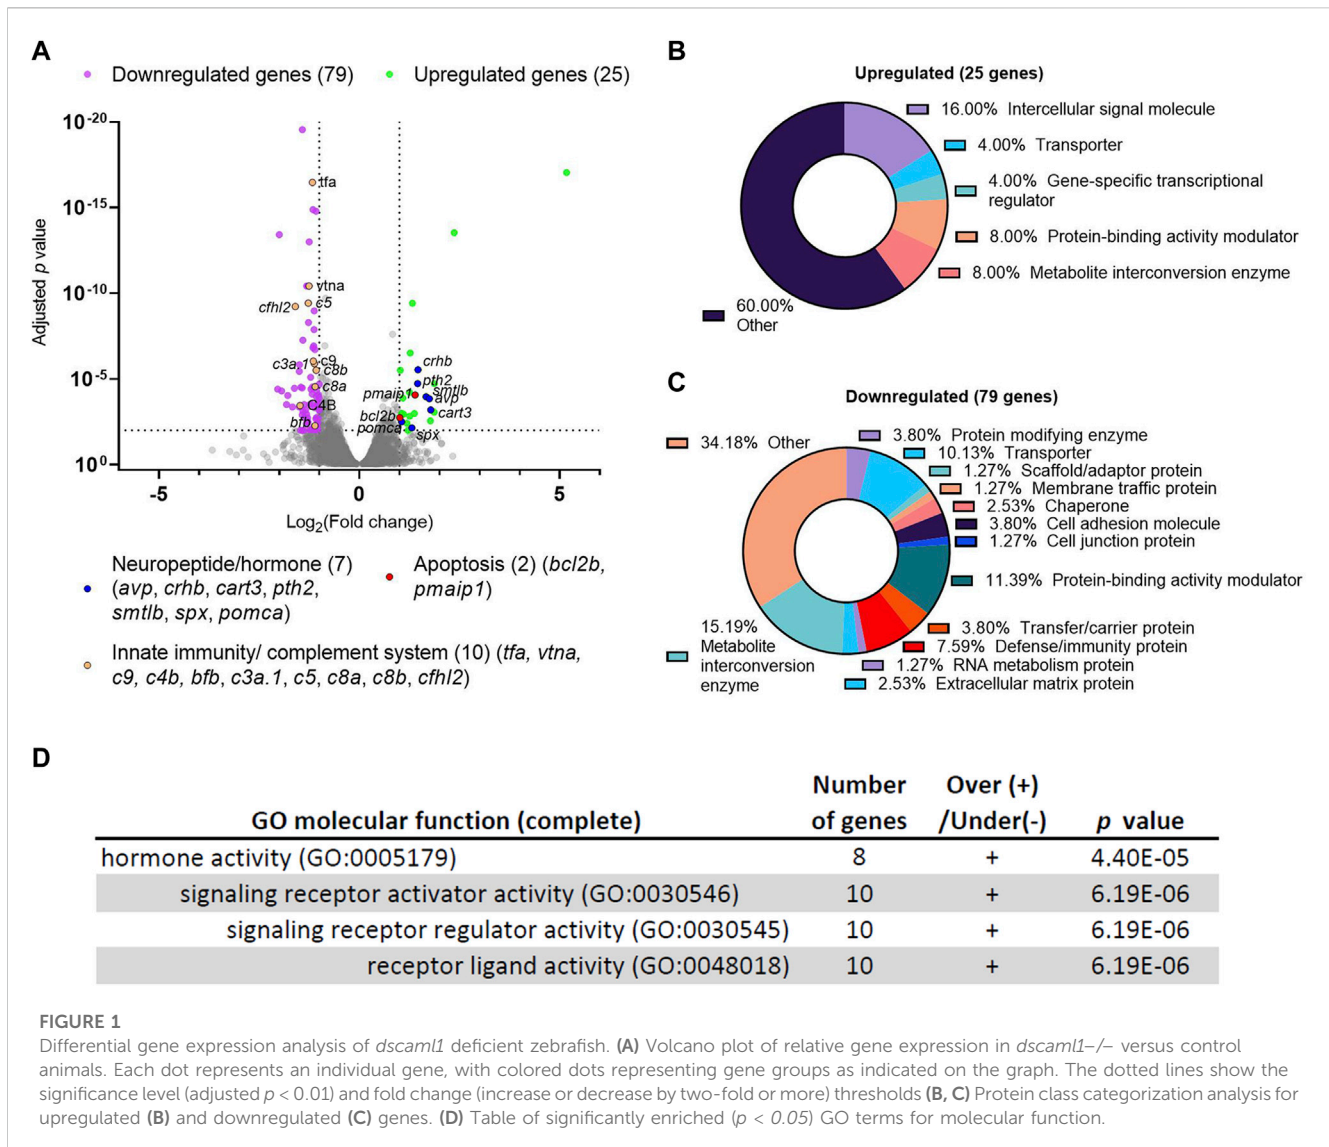 A
Downregulated genes (79)
Upregulated genes (25)
10-20
10-15
10-10
10-5
100
Adjusted p value
tfa
vtna
cfhl2
c5
c3a.1
c9
c8b
c8a
C4B
bfb
crhb
pth2
pmaip1
smtlb
avp
bcl2b
cart3
pomca
spx
-5
0
5
Log2(Fold change)
Neuropeptide/hormone (7)
(avp, crhb, cart3, pth2,
smtlb, spx, pomca)
Apoptosis (2) (bcl2b,
pmaip1)
Innate immunity/ complement system (10) (tfa, vtna,
c9, c4b, bfb, c3a.1, c5, c8a, c8b, cfhl2)
B
Upregulated (25 genes)
16.00% Intercellular signal molecule
4.00% Transporter
4.00% Gene-specific transcriptional
regulator
8.00% Protein-binding activity modulator
8.00% Metabolite interconversion enzyme
60.00%
Other
C
Downregulated (79 genes)
34.18% Other
3.80% Protein modifying enzyme
10.13% Transporter
1.27% Scaffold/adaptor protein
1.27% Membrane traffic protein
2.53% Chaperone
3.80% Cell adhesion molecule
1.27% Cell junction protein
11.39% Protein-binding activity modulator
3.80% Transfer/carrier protein
7.59% Defense/immunity protein
1.27% RNA metabolism protein
2.53% Extracellular matrix protein
15.19%
Metabolite
interconversion
enzyme
D
Number Over (+)
GO molecular function (complete) of genes /Under(-) p value
hormone activity (GO:0005179) 8 + 4.40E-05
signaling receptor activator activity (GO:0030546) 10 + 6.19E-06
signaling receptor regulator activity (GO:0030545) 10 + 6.19E-06
receptor ligand activity (GO:0048018) 10 + 6.19E-06
FIGURE 1
Differential gene expression analysis of dscaml1 deficient zebrafish. (A) Volcano plot of relative gene expression in dscaml1−/− versus control
animals. Each dot represents an individual gene, with colored dots representing gene groups as indicated on the graph. The dotted lines show the
significance level (adjusted p < 0.01) and fold change (increase or decrease by two-fold or more) thresholds (B, C) Protein class categorization analysis for
upregulated (B) and downregulated (C) genes. (D) Table of significantly enriched (p < 0.05) GO terms for molecular function.